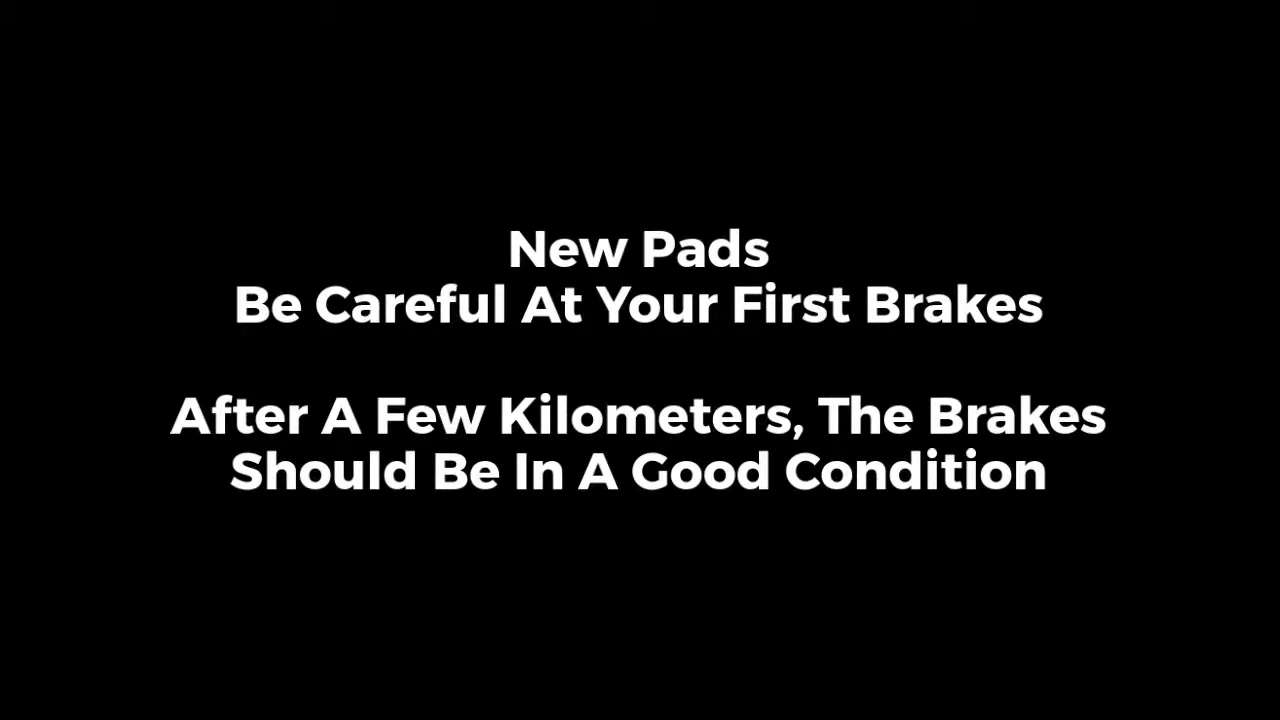 New Pads
Be Careful At Your First Brakes
After A Few Kilometers, The Brakes
Should Be In A Good Condition